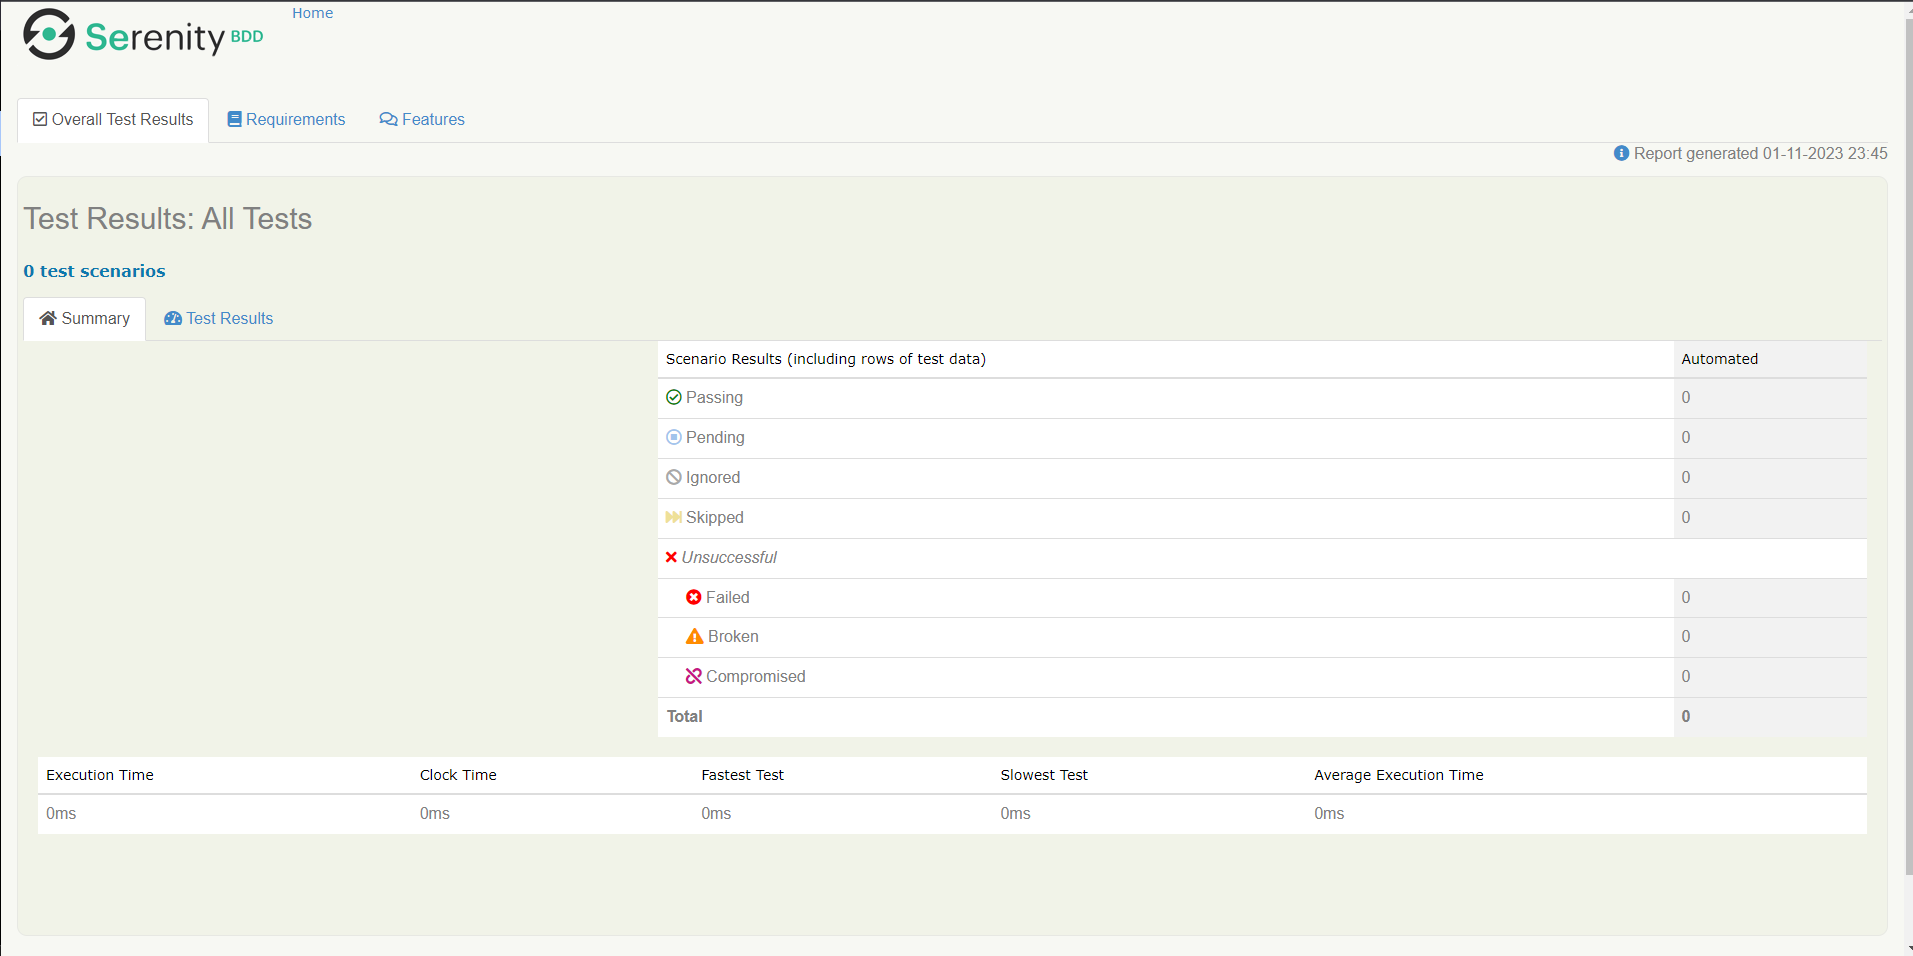 Home
Serenity BDD
Overall Test Results
Requirements
Features
Report generated 01-11-2023 23:45
Test Results: All Tests
0 test scenarios
Summary
Test Results
Scenario Results (including rows of test data) Automated
Passing 0
Pending 0
Ignored 0
Skipped 0
Unsuccessful
Failed 0
Broken 0
Compromised 0
Total 0
Execution Time Clock Time Fastest Test Slowest Test Average Execution Time
0ms 0ms 0ms 0ms 0ms